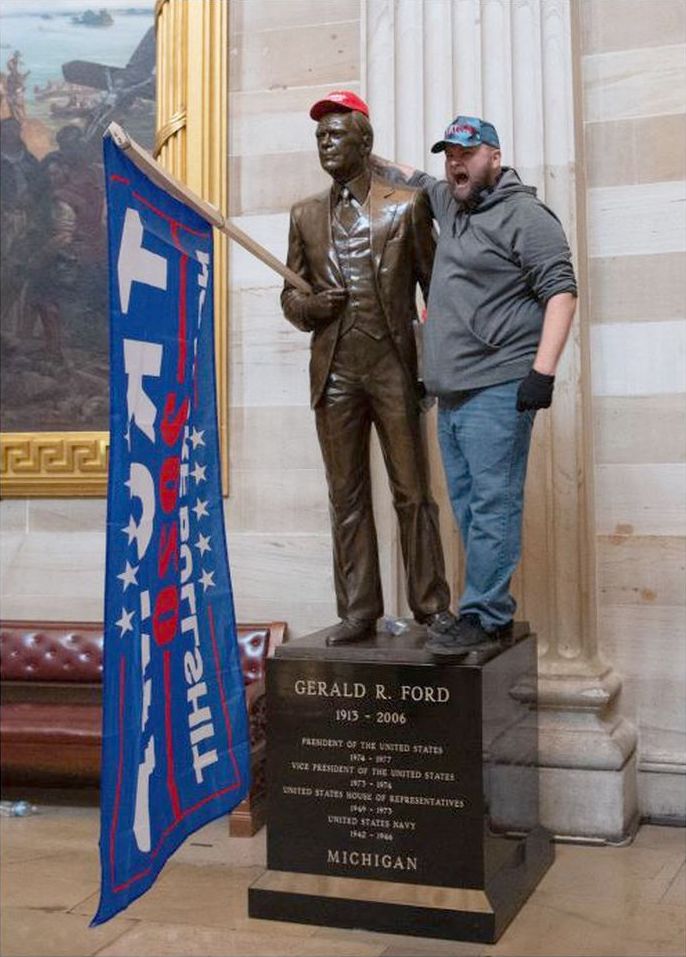 TRUMP
2020
BULLSHIT
GERALD R. FORD
1913 - 2006
PRESIDENT OF THE UNITED STATES
1974 - 1977
VICE PRESIDENT OF THE UNITED STATES
1973 - 1974
UNITED STATES HOUSE OF REPRESENTATIVES
1949 - 1973
UNITED STATES NAVY
1942 - 1946
MICHIGAN